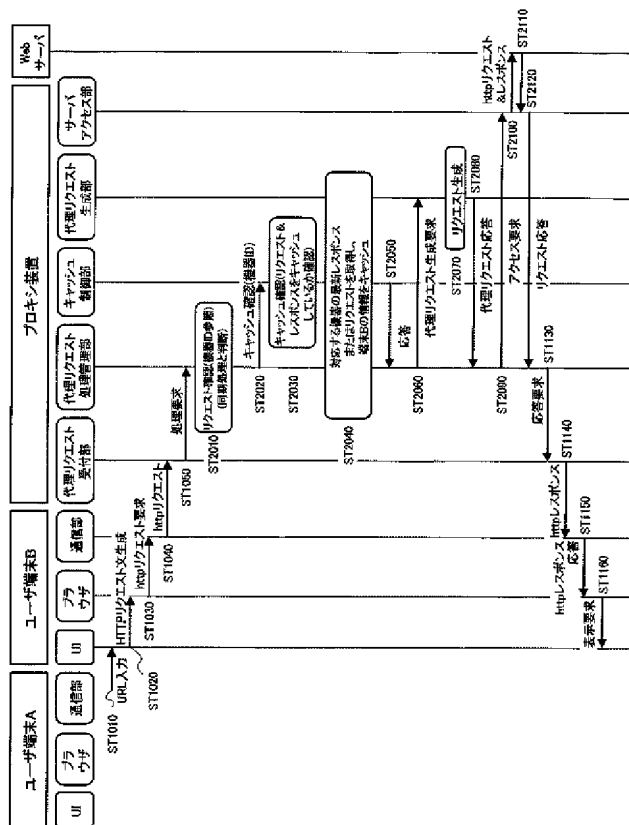 ユーザ端末A
ユーザ端末B
プロキシ装置
Web
サーバ
UI
ブラ
ウザ
通信部
UI
ブラ
ウザ
通信部
代理リクエスト
受付部
代理リクエスト
処理管理部
キャッシュ
制御部
代理リクエスト
生成部
サーバ
アクセス部
ST1010
URL入力
ST1020
HTTPリクエスト文生成
ST1030
httpリクエスト要求
ST1040
httpリクエスト
ST1050
処理要求
ST2010
リクエスト確認(機器ID参照)
(同期処理と判断)
キャッシュ確認(機器ID)
ST2020
ST2030
キャッシュ確認(リクエスト&
レスポンスをキャッシュ
しているか確認)
ST2040
対応する機器の最新レスポンス
またはリクエストを取得し、
端末Bの情報をキャッシュ
ST2050
応答
ST2060
代理リクエスト生成要求
ST2070
リクエスト生成
ST2080
代理リクエスト応答
ST2090
アクセス要求
ST2100
httpリクエスト
&レスポンス
ST2110
ST2120
リクエスト応答
ST1130
応答要求
ST1140
httpレスポンス
ST1150
Httpレスポンス
応答
ST1160
表示要求